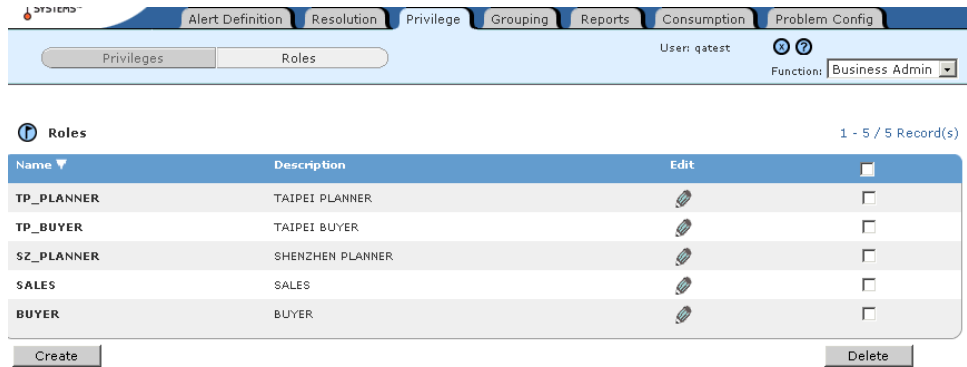 SYSTEMS™
Alert Definition Resolution Privilege Grouping Reports Consumption Problem Config
Privileges Roles User: qatest
Function: Business Admin
Roles 1 - 5 / 5 Record(s)
Name Description Edit
TP_PLANNER TAIPEI PLANNER
TP_BUYER TAIPEI BUYER
SZ_PLANNER SHENZHEN PLANNER
SALES SALES
BUYER BUYER
Create Delete